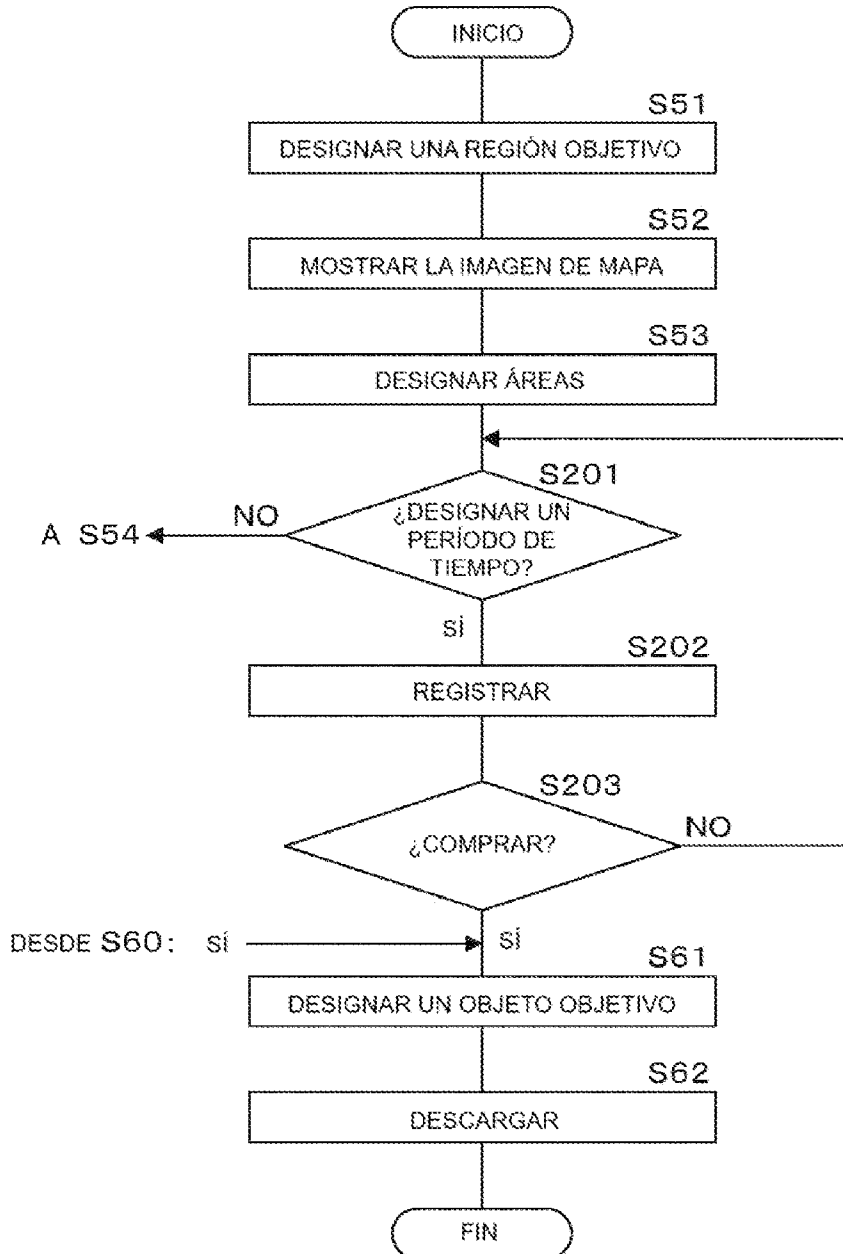 INICIO
S51
DESIGNAR UNA REGIÓN OBJETIVO
S52
MOSTRAR LA IMAGEN DE MAPA
S53
DESIGNAR ÁREAS
S201
¿DESIGNAR UN
PERÍODO DE
TIEMPO?
NO
A S54
SÍ
S202
REGISTRAR
S203
¿COMPRAR?
NO
DESDE S60: SÍ
SÍ
S61
DESIGNAR UN OBJETO OBJETIVO
S62
DESCARGAR
FIN